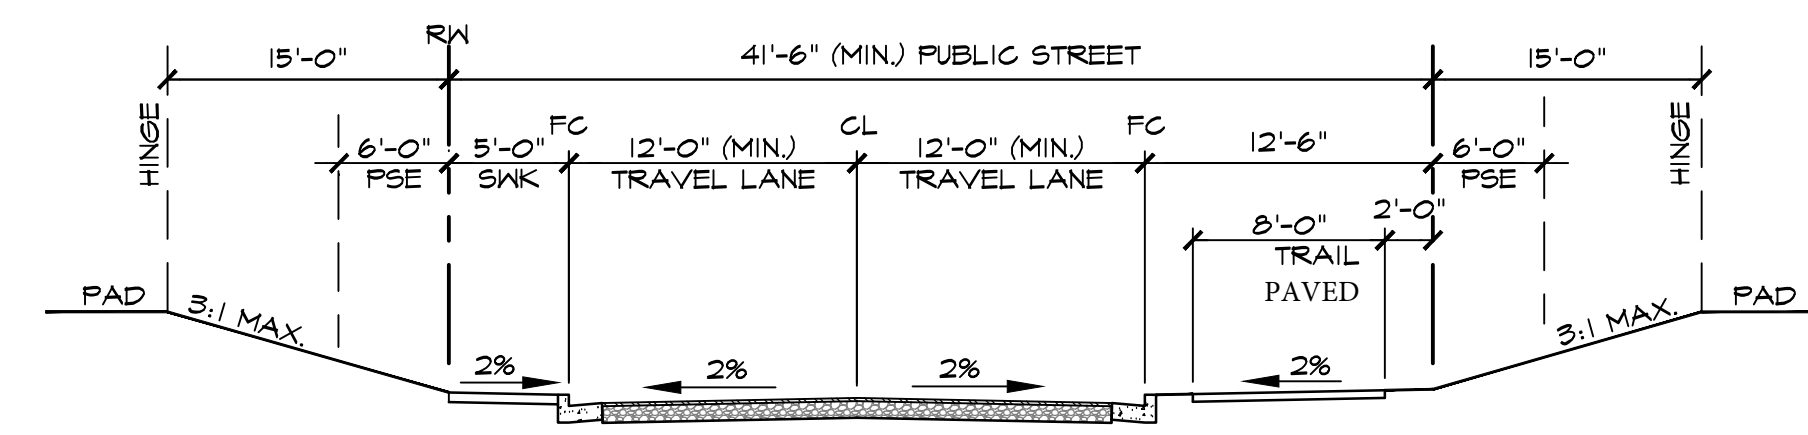 RW
15'-0"
41'-6" (MIN.) PUBLIC STREET
15'-0"
HINGE
FC
CL
FC
HINGE
6'-0"
5'-0"
12'-0" (MIN.)
12'-0" (MIN.)
12'-6"
6'-0"
PSE
SWK
TRAVEL LANE
TRAVEL LANE
PSE
8'-0"
2'-0"
TRAIL
PAVED
PAD
3:1 MAX.
3:1 MAX.
PAD
2%
2%
2%
2%